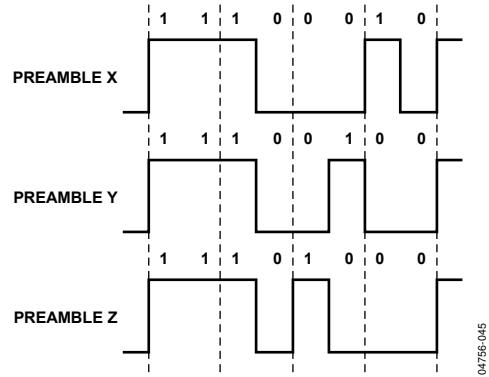 1 1 1 0 0 0 1 0
PREAMBLE X
1 1 1 0 0 1 0 0
PREAMBLE Y
1 1 1 0 1 0 0 0
PREAMBLE Z
04756-045